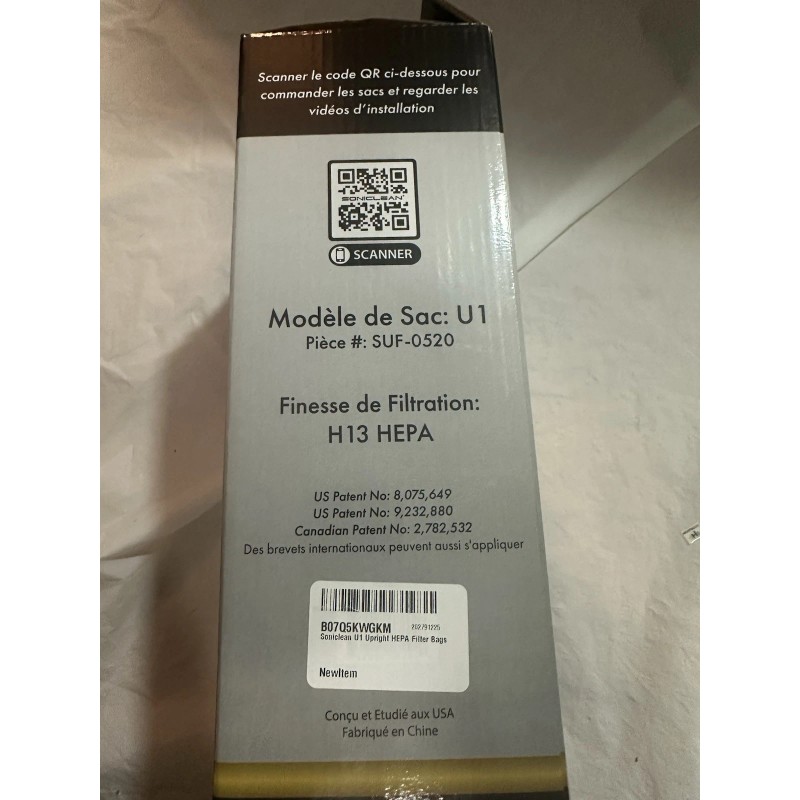 Scanner le code QR ci-dessous pour
commander les sacs et regarder les
vidéos d'installation
SONICLEAN
SCANNER
Modèle de Sac: U1
Pièce #: SUF-0520
Finesse de Filtration:
H13 HEPA
US Patent No: 8,075,649
US Patent No: 9,232,880
Canadian Patent No: 2,782,532
Des brevets internationaux peuvent aussi s'appliquer
B07Q5KWGKM 202791225
Soniclean U1 Upright HEPA Filter Bags
NewItem
Conçu et Etudié aux USA
Fabriqué en Chine